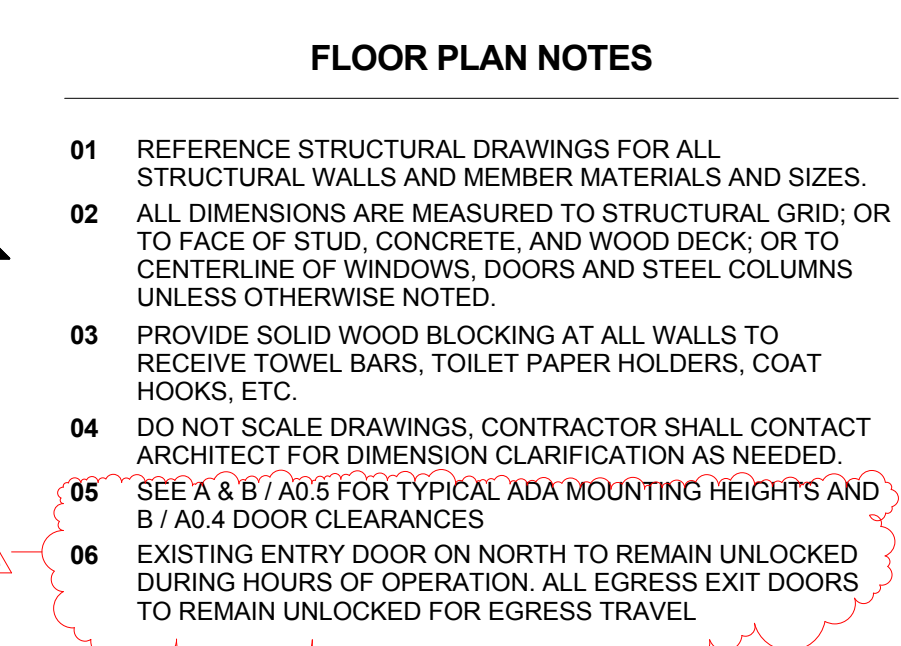 FLOOR PLAN NOTES
01 REFERENCE STRUCTURAL DRAWINGS FOR ALL
STRUCTURAL WALLS AND MEMBER MATERIALS AND SIZES.
02 ALL DIMENSIONS ARE MEASURED TO STRUCTURAL GRID; OR
TO FACE OF STUD, CONCRETE, AND WOOD DECK; OR TO
CENTERLINE OF WINDOWS, DOORS AND STEEL COLUMNS
UNLESS OTHERWISE NOTED.
03 PROVIDE SOLID WOOD BLOCKING AT ALL WALLS TO
RECEIVE TOWEL BARS, TOILET PAPER HOLDERS, COAT
HOOKS, ETC.
04 DO NOT SCALE DRAWINGS, CONTRACTOR SHALL CONTACT
ARCHITECT FOR DIMENSION CLARIFICATION AS NEEDED.
05 SEE A & B / A0.5 FOR TYPICAL ADA MOUNTING HEIGHTS AND
B / A0.4 DOOR CLEARANCES
06 EXISTING ENTRY DOOR ON NORTH TO REMAIN UNLOCKED
DURING HOURS OF OPERATION. ALL EGRESS EXIT DOORS
TO REMAIN UNLOCKED FOR EGRESS TRAVEL